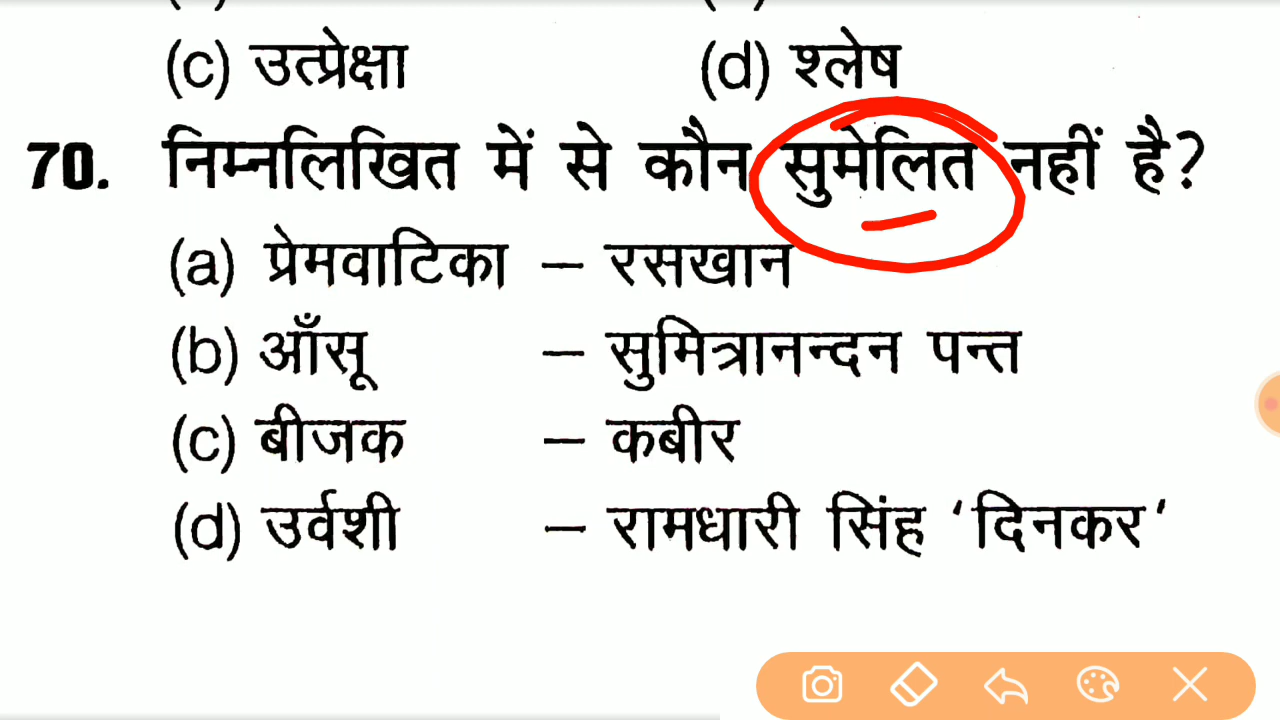 (c) उत्प्रेक्षा (d) श्लेष
70. निम्नलिखित में से कौन सुमेलित नहीं है?
(a) प्रेमवाटिका – रसखान
(b) आँसू – सुमित्रानन्दन पन्त
(c) बीजक – कबीर
(d) उर्वशी – रामधारी सिंह ‘दिनकर’